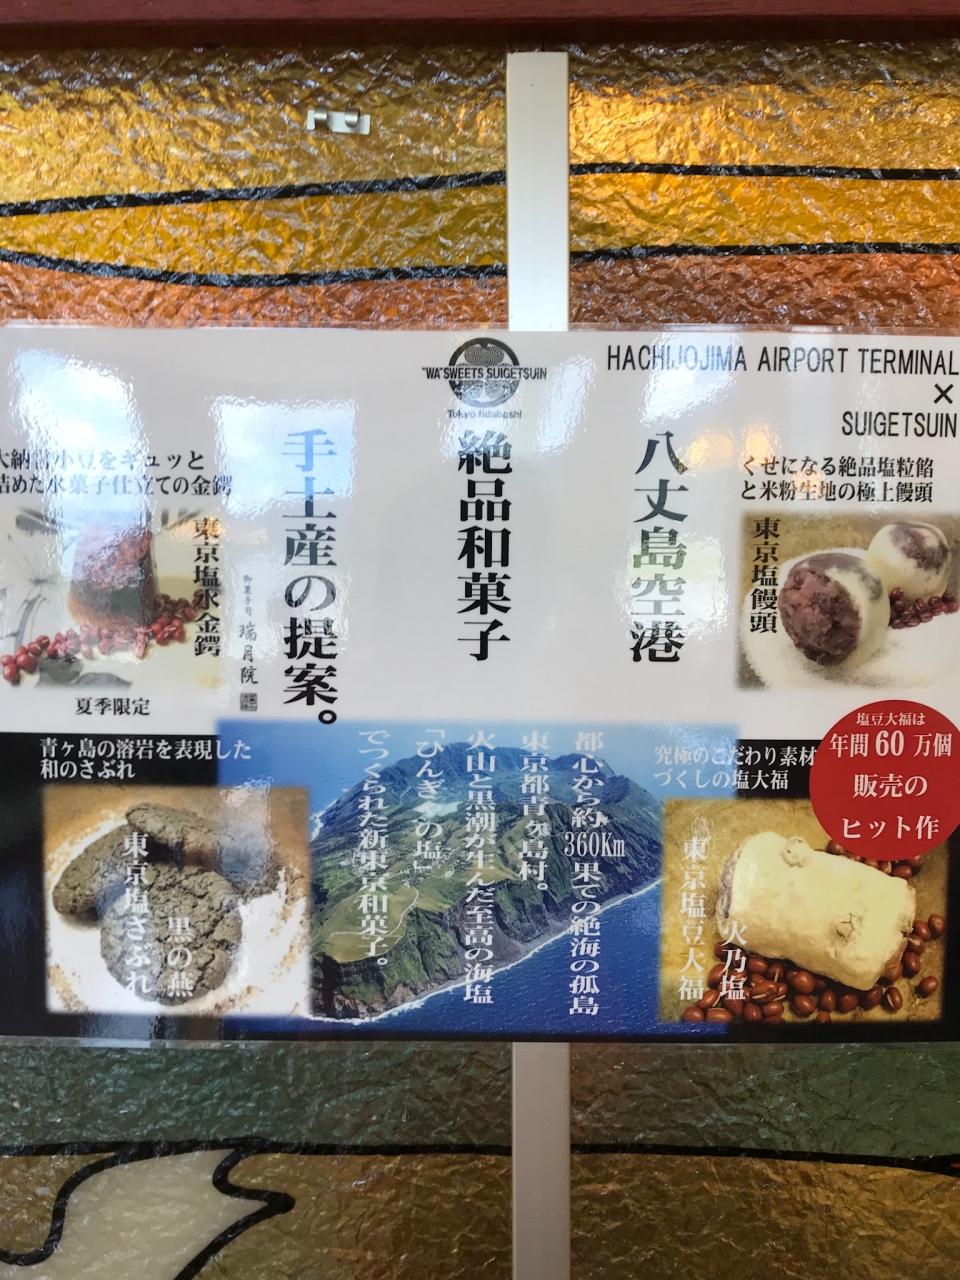 HACHIJOJIMA AIRPORT TERMINAL
×
SUIGETSUIN
"WA"SWEETS SUIGETSUIN
Tokyo Iidabashi
八丈島空港
絶品和菓子
手土産の提案。
御菓子司 瑞月院
くせになる絶品塩粒餡
と米粉生地の極上饅頭
東京塩饅頭
大納言小豆をギュッと
詰めた水菓子仕立ての金鍔
東京塩水金鍔
夏季限定
塩豆大福は
年間60万個
販売の
ヒット作
究極のこだわり素材
づくしの塩大福
火乃塩
東京塩豆大福
都心から約360Km果ての絶海の孤島
東京都青ヶ島村。
火山と黒潮が生んだ至高の海塩
「ひんぎゃの塩」
でつくられた新東京和菓子。
青ヶ島の溶岩を表現した
和のさぶれ
黒の燕
東京塩さぶれ